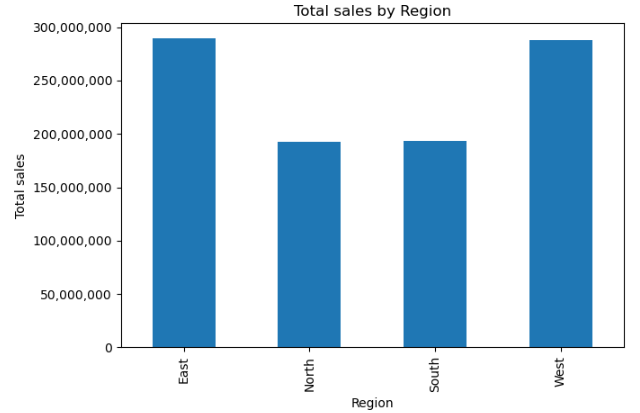 Total sales by Region
Total sales
300,000,000
250,000,000
200,000,000
150,000,000
100,000,000
50,000,000
0
East
North
South
West
Region